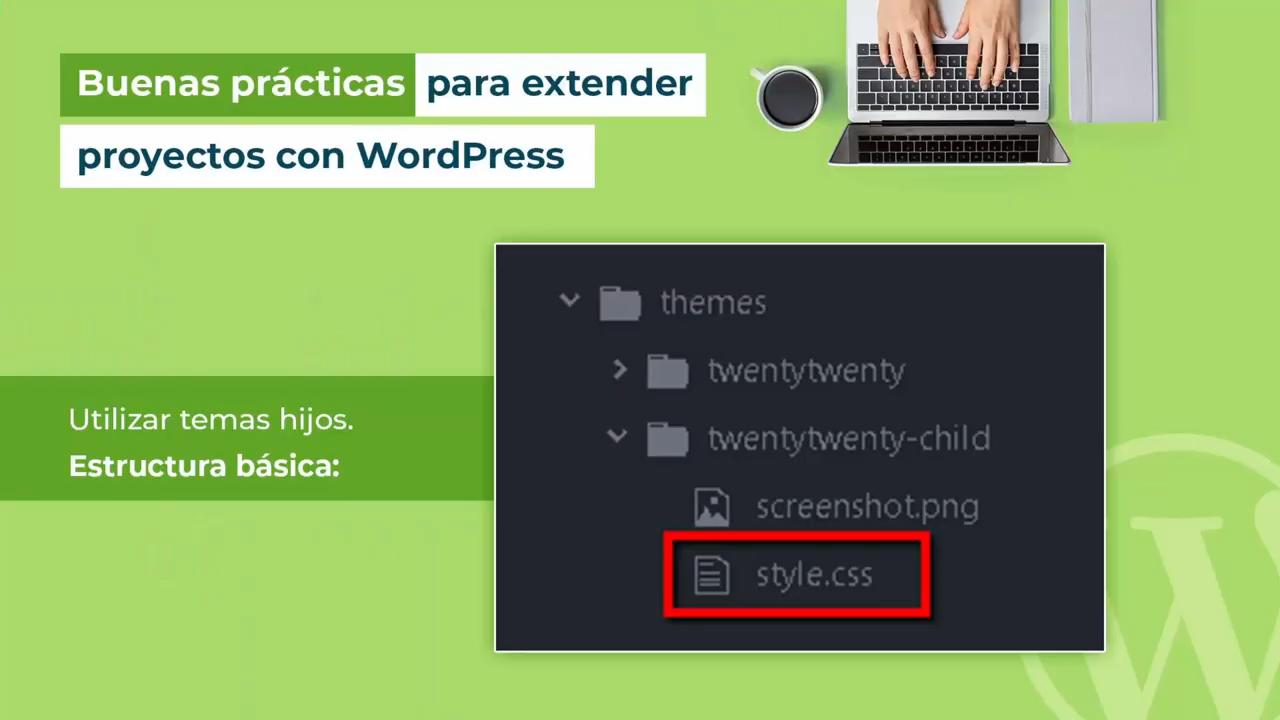 Buenas prácticas para extender
proyectos con WordPress
Utilizar temas hijos.
Estructura básica:
themes
twentytwenty
twentytwenty-child
screenshot.png
style.css